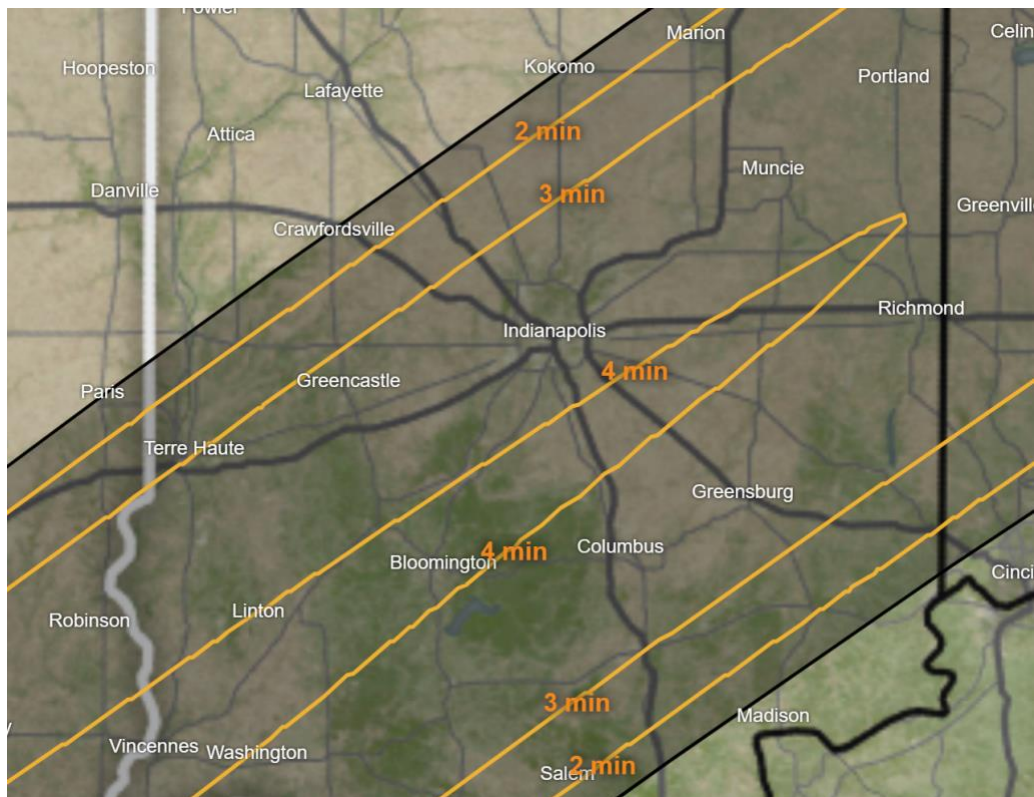 Fowler
Marion
Celin
Hoopeston
Kokomo
Portland
Lafayette
2 min
Attica
Muncie
Danville
3 min
Greenville
Crawfordsville
Richmond
Indianapolis
4 min
Greencastle
Paris
Terre Haute
Greensburg
Columbus
4 min
Bloomington
Cinci
Linton
Robinson
3 min
Madison
y
Vincennes
Washington
2 min
Salem